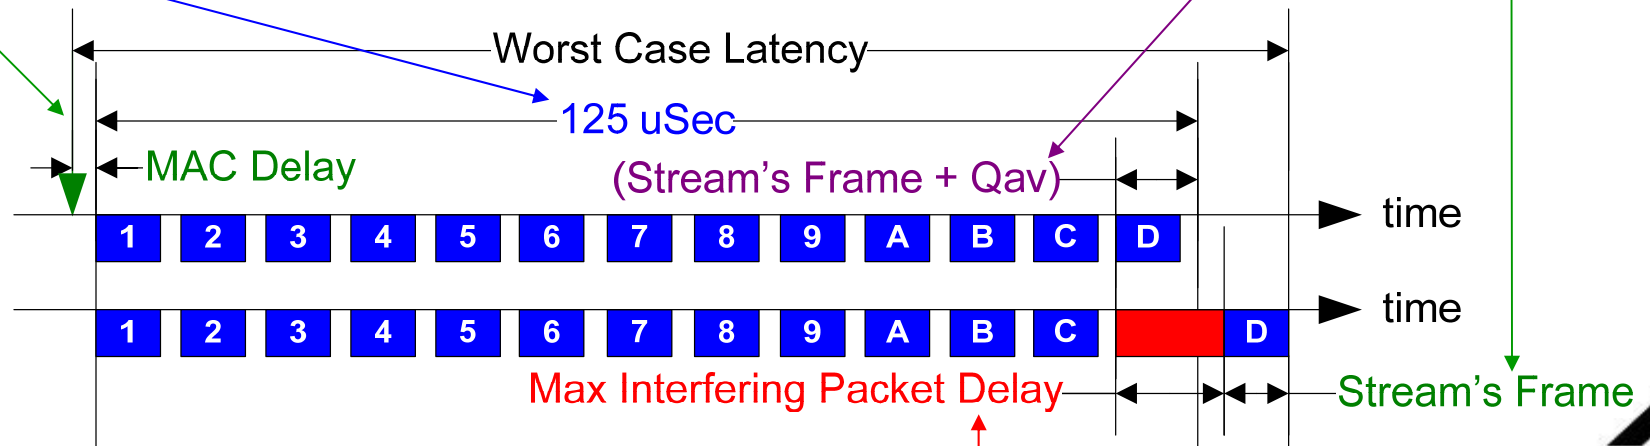 Worst Case Latency
125 uSec
MAC Delay
(Stream's Frame + Qav)
time
1 2 3 4 5 6 7 8 9 A B C D
time
1 2 3 4 5 6 7 8 9 A B C D
Max Interfering Packet Delay
Stream's Frame